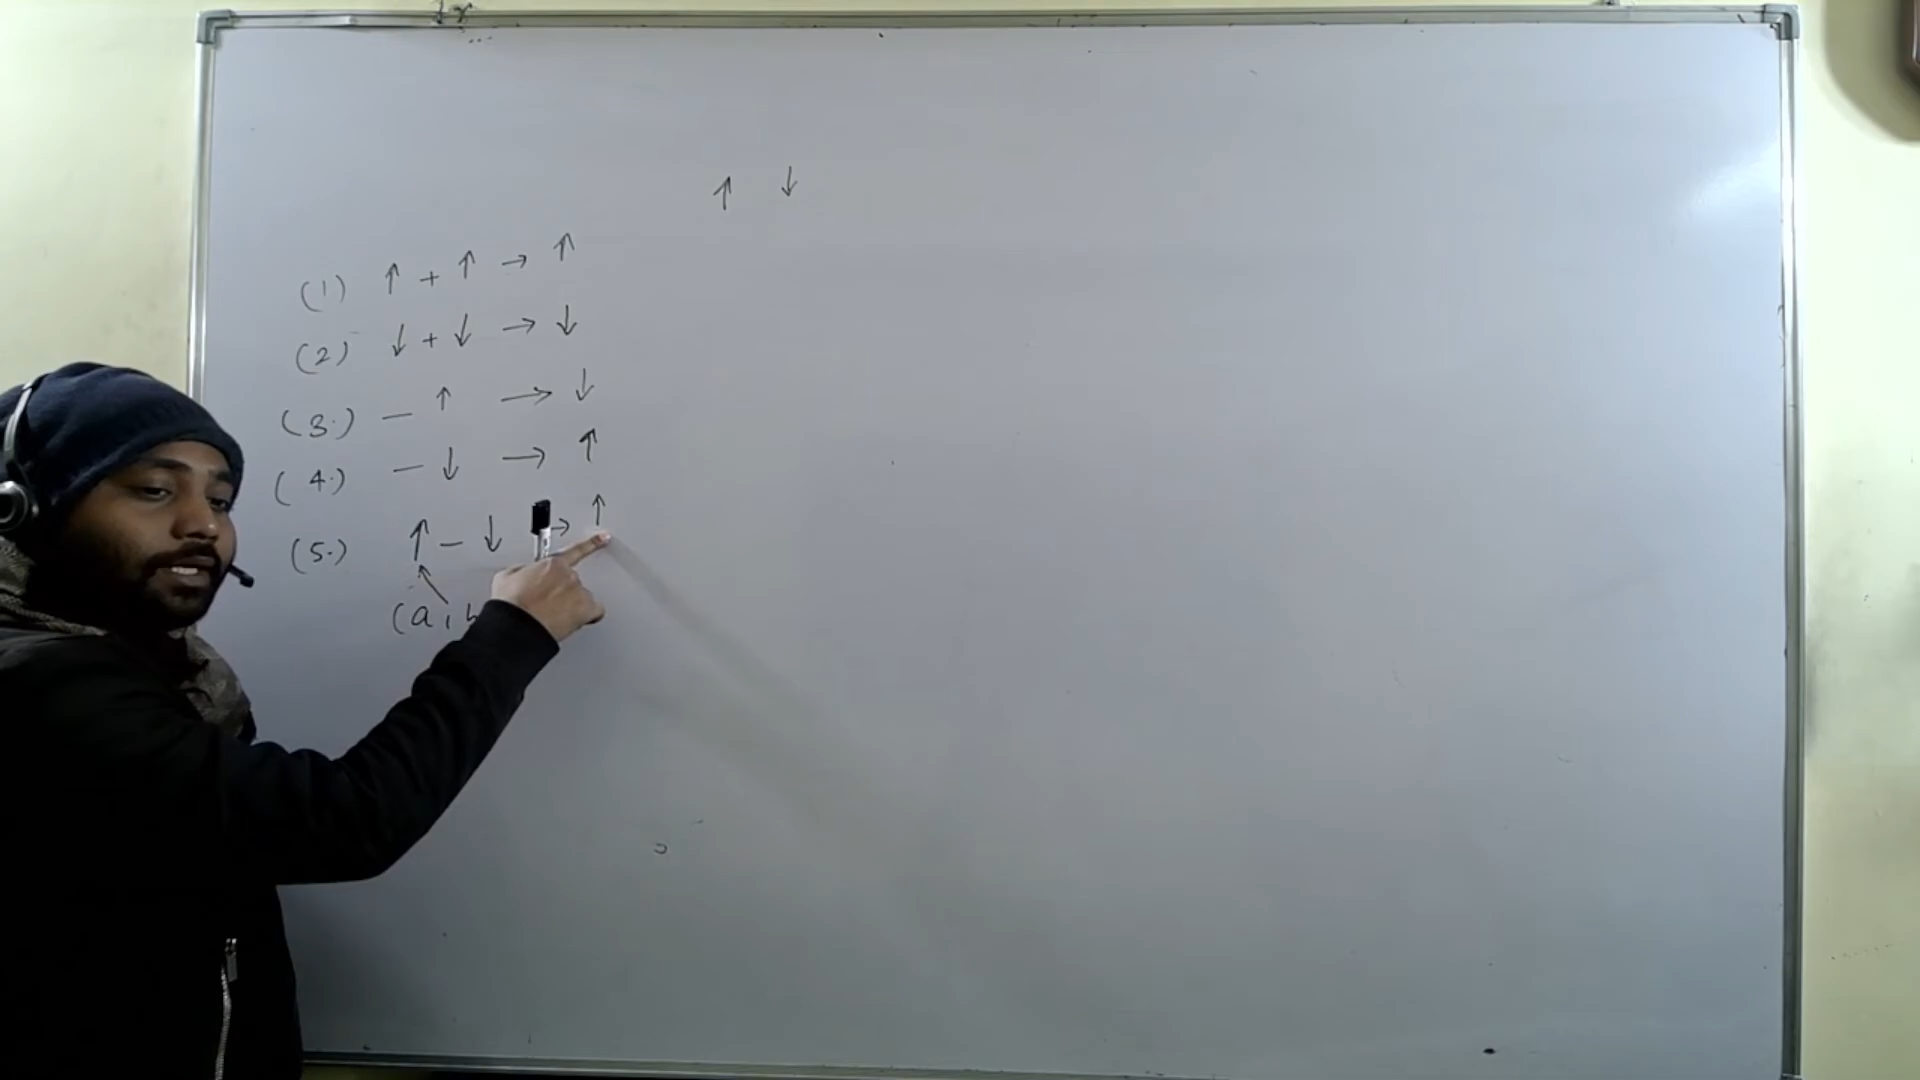 ↑ ↓
(1) ↑ + ↑ → ↑
(2) ↓ + ↓ → ↓
(3.) — ↑ → ↓
(4.) — ↓ → ↑
(5.) ↑ — ↓ → ↑
(a,